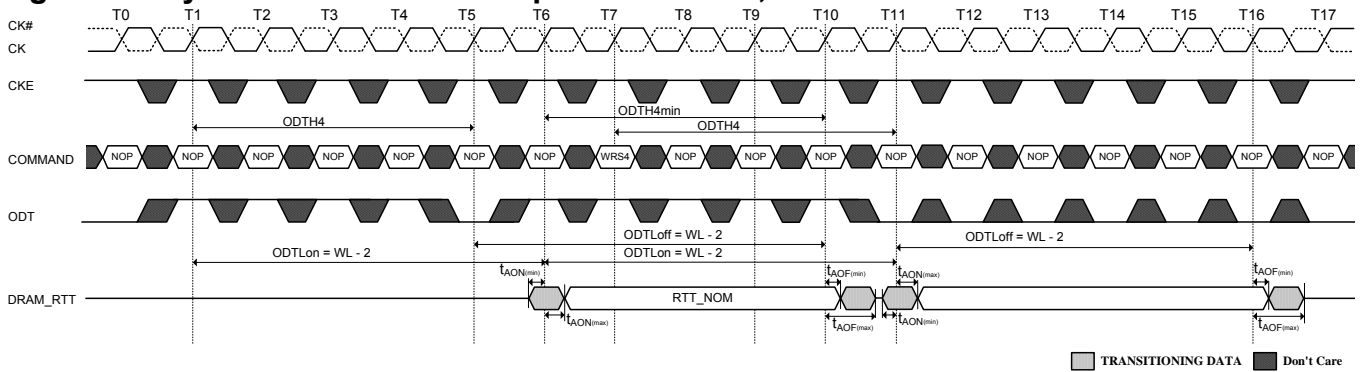 T0 T1 T2 T3 T4 T5 T6 T7 T8 T9 T10 T11 T12 T13 T14 T15 T16 T17
CK#
CK
CKE
ODTH4min
ODTH4
ODTH4
COMMAND NOP NOP NOP NOP NOP NOP NOP WRS4 NOP NOP NOP NOP NOP NOP NOP NOP NOP NOP
ODT
ODTLoff = WL - 2
ODTLoff = WL - 2
ODTLon = WL - 2
ODTLon = WL - 2
tAON(min) tAOF(min) tAON(max) tAOF(min)
DRAM_RTT RTT_NOM
tAON(max) tAOF(max) tAON(min) tAOF(max)
TRANSITIONING DATA Don't Care